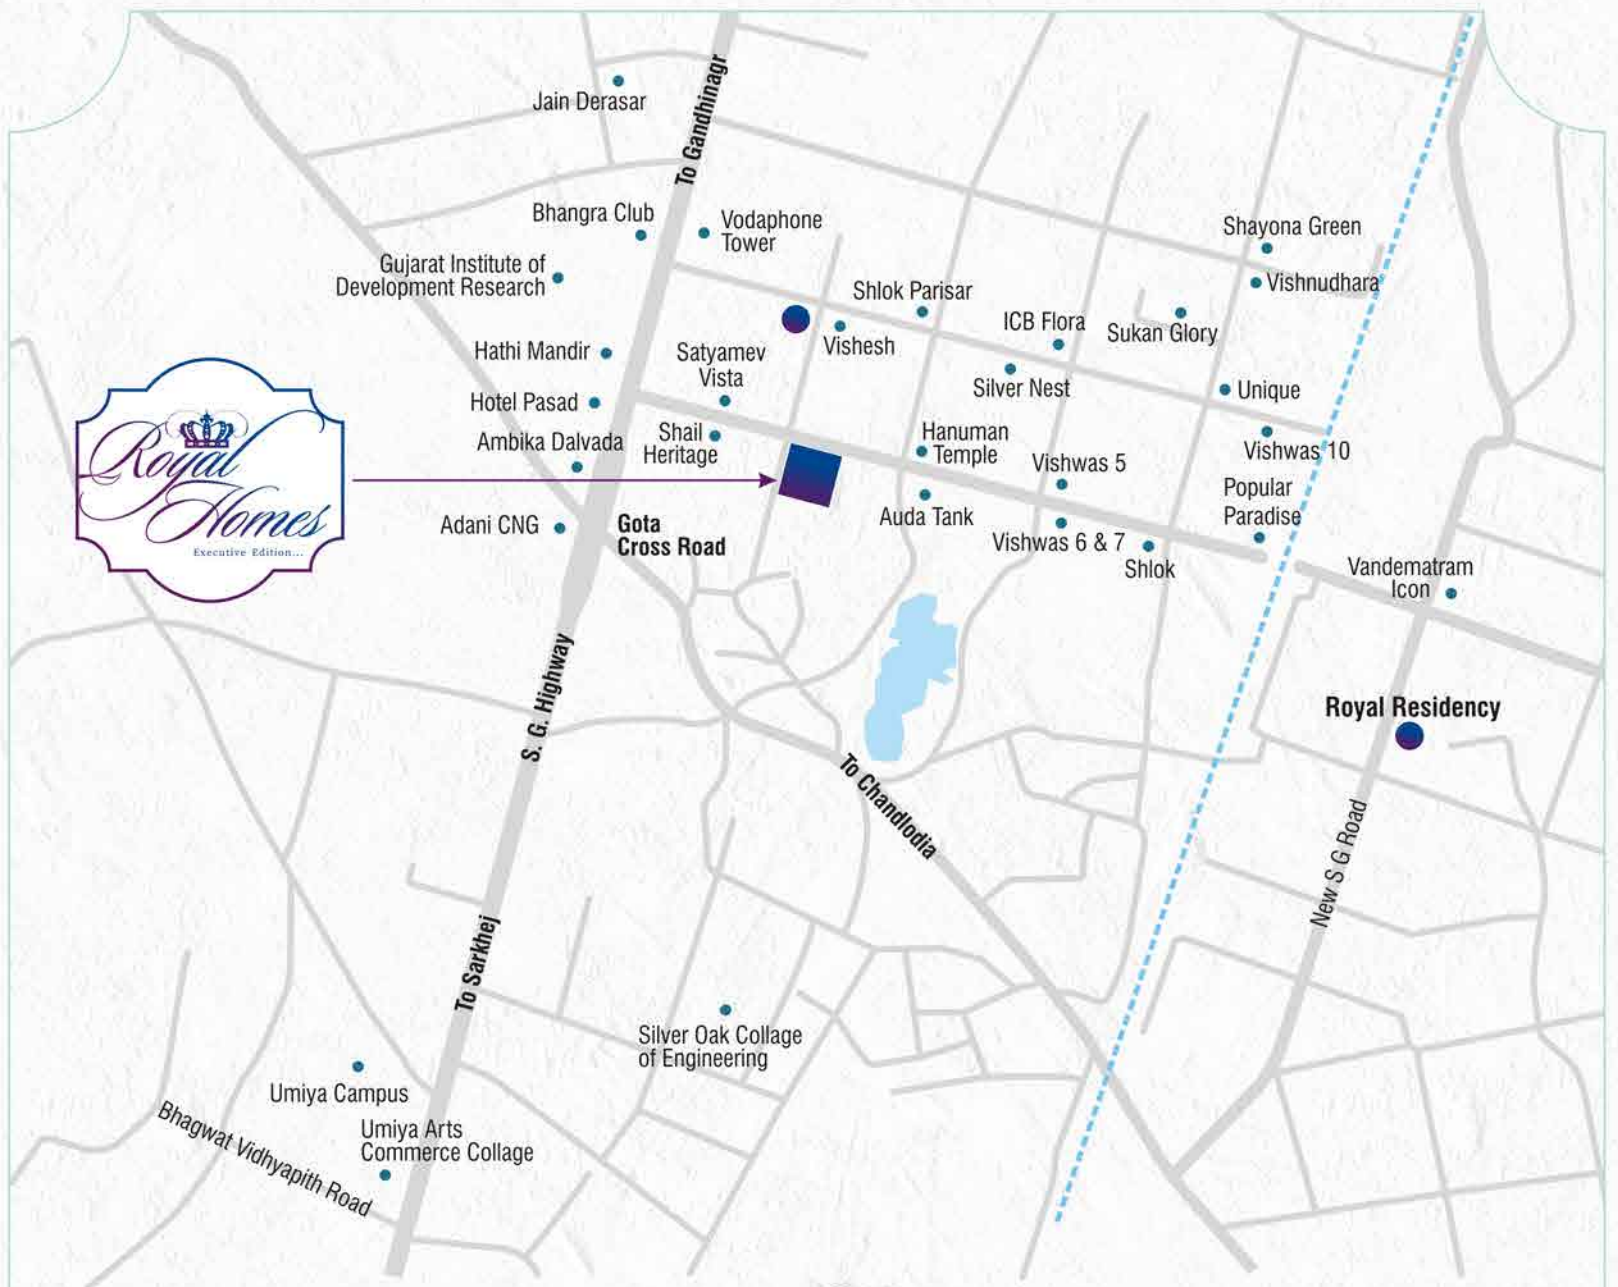 Jain Derasar
To Gandhinagr
Bhangra Club
Vodaphone
Tower
Gujarat Institute of
Development Research
Shayona Green
Vishnudhara
Shlok Parisar
ICB Flora
Sukan Glory
Vishesh
Hathi Mandir
Satyamev
Vista
Silver Nest
Unique
Hotel Pasad
Ambika Dalvada
Shail
Heritage
Hanuman
Temple
Vishwas 10
Vishwas 5
Royal
Homes
Executive Edition...
Popular
Paradise
Adani CNG
Gota
Cross Road
Auda Tank
Vishwas 6 & 7
Shlok
Vandematram
Icon
S. G. Highway
Royal Residency
To Chandlodia
New S G Road
To Sarkhej
Silver Oak Collage
of Engineering
Umiya Campus
Umiya Arts
Commerce Collage
Bhagwat Vidhyapith Road